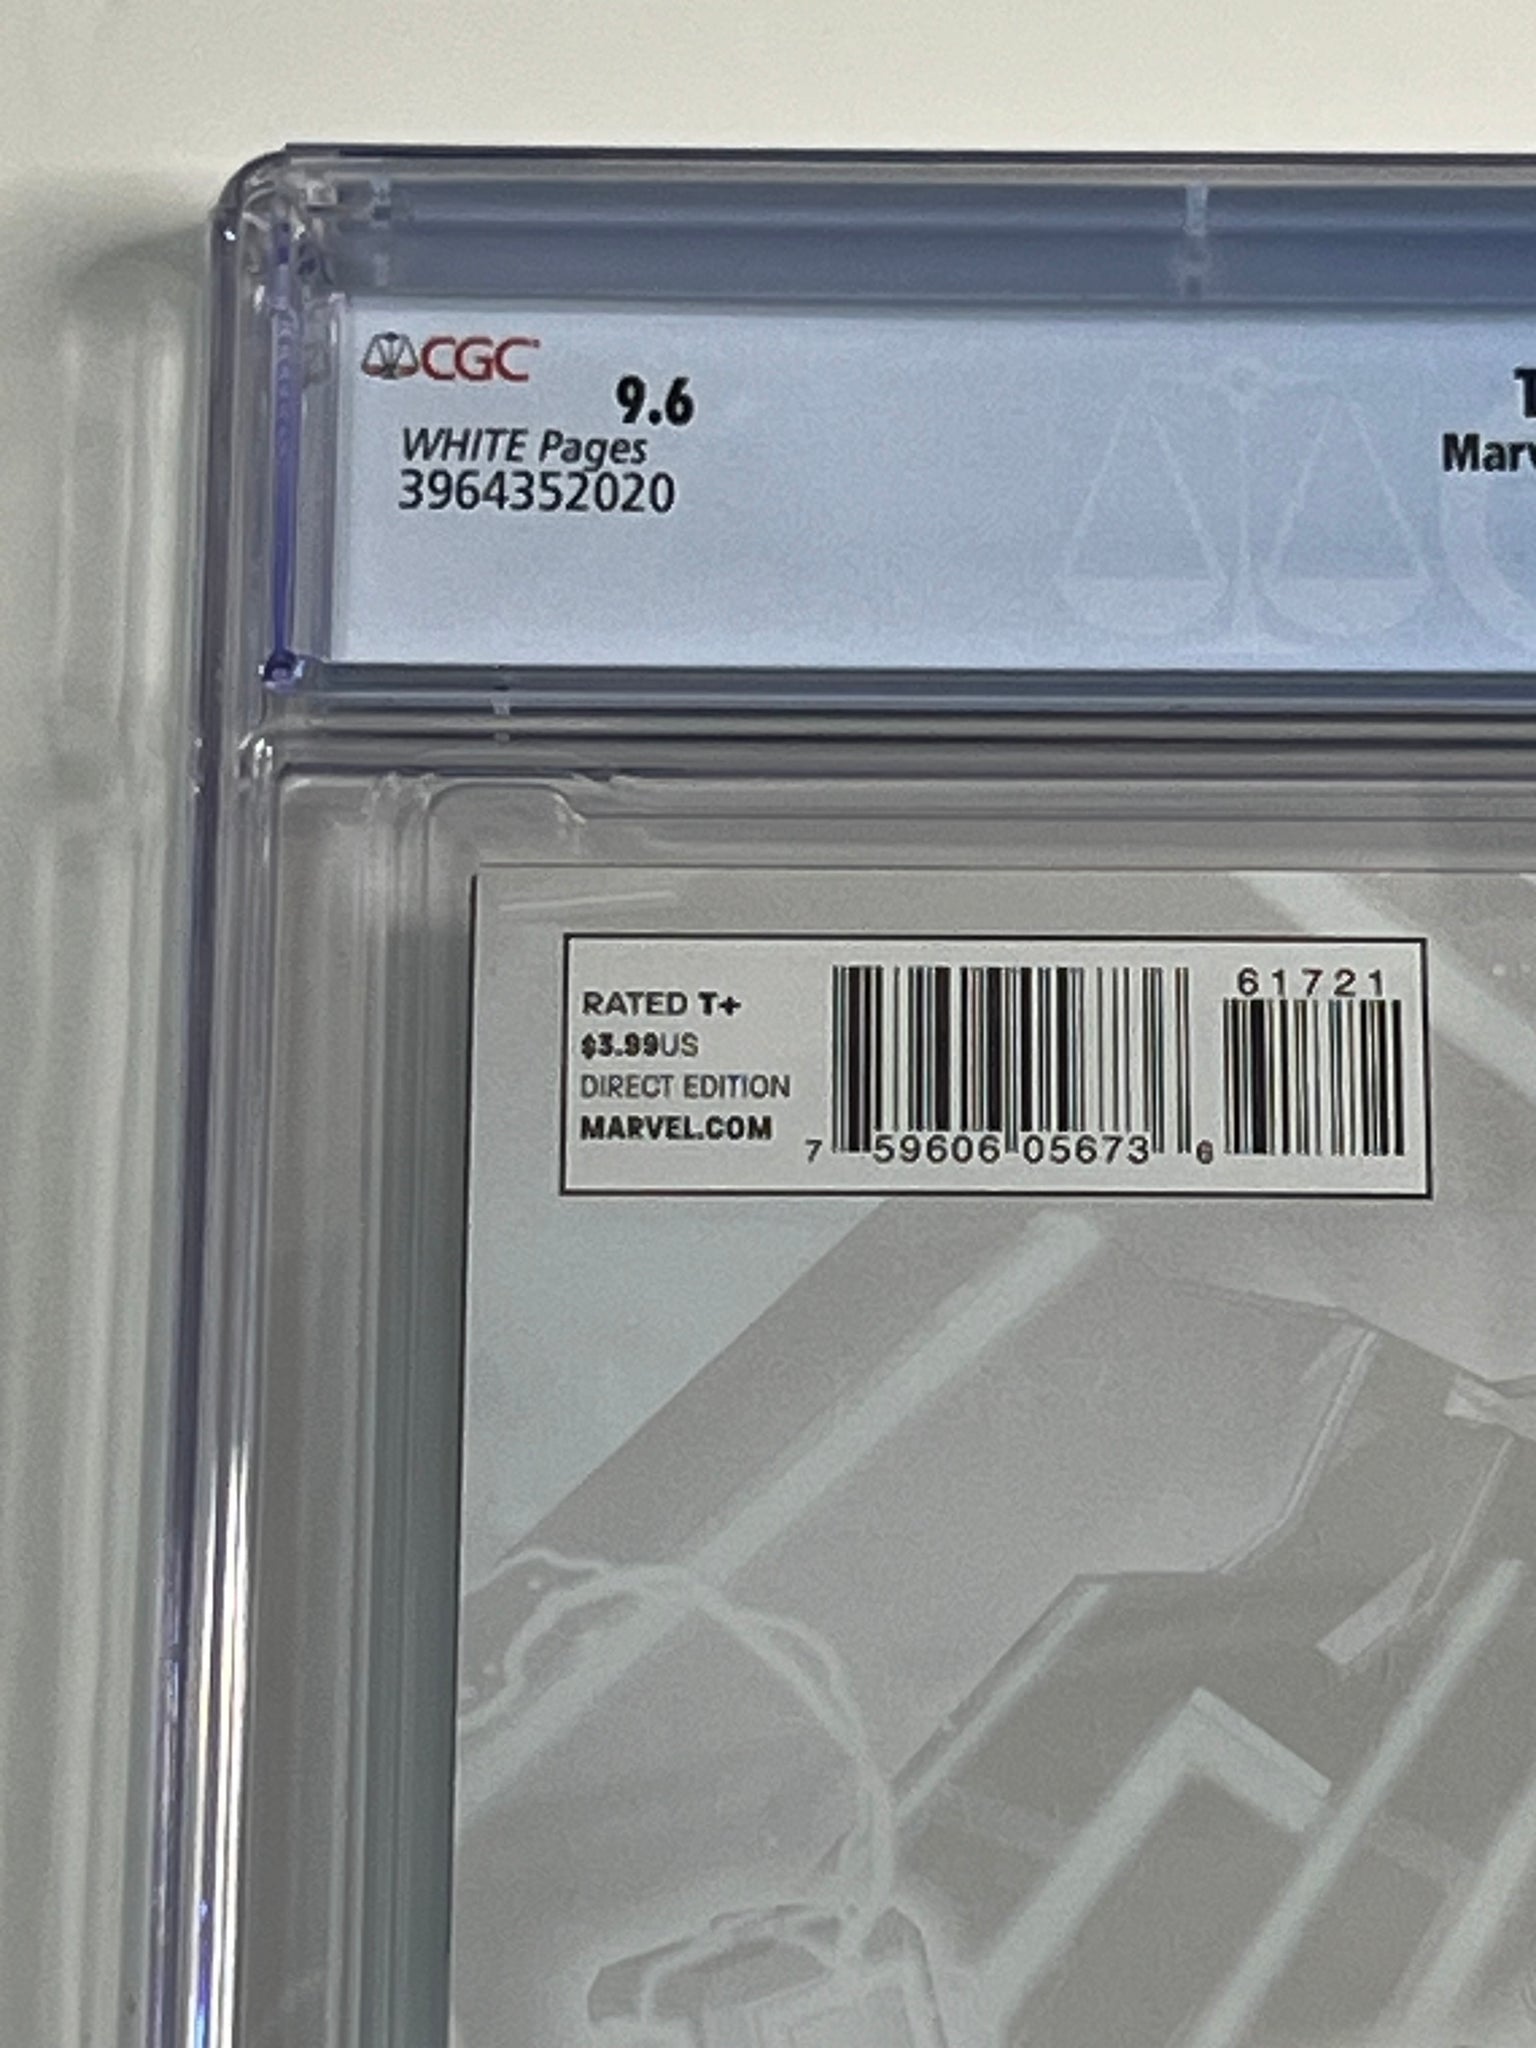 CGC
9.6
WHITE Pages
3964352020
RATED T+
$3.99US
DIRECT EDITION
MARVEL.COM
61721
7 59606 05673 6